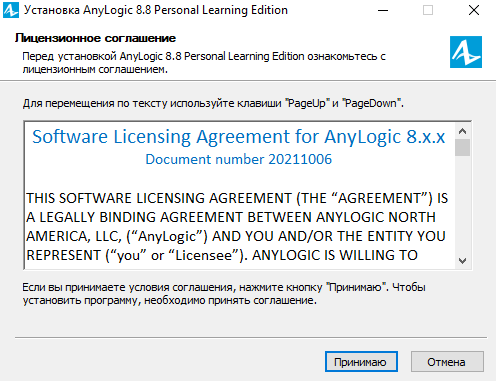 Установка AnyLogic 8.8 Personal Learning Edition
Лицензионное соглашение
Перед установкой AnyLogic 8.8 Personal Learning Edition ознакомьтесь с
лицензионным соглашением.
Для перемещения по тексту используйте клавиши "PageUp" и "PageDown".
Software Licensing Agreement for AnyLogic 8.x.x
Document number 20211006
THIS SOFTWARE LICENSING AGREEMENT (THE “AGREEMENT”) IS
A LEGALLY BINDING AGREEMENT BETWEEN ANYLOGIC NORTH
AMERICA, LLC, (“AnyLogic”) AND YOU AND/OR THE ENTITY YOU
REPRESENT (“you” or “Licensee”). ANYLOGIC IS WILLING TO
Если вы принимаете условия соглашения, нажмите кнопку "Принимаю". Чтобы
установить программу, необходимо принять соглашение.
Принимаю
Отмена